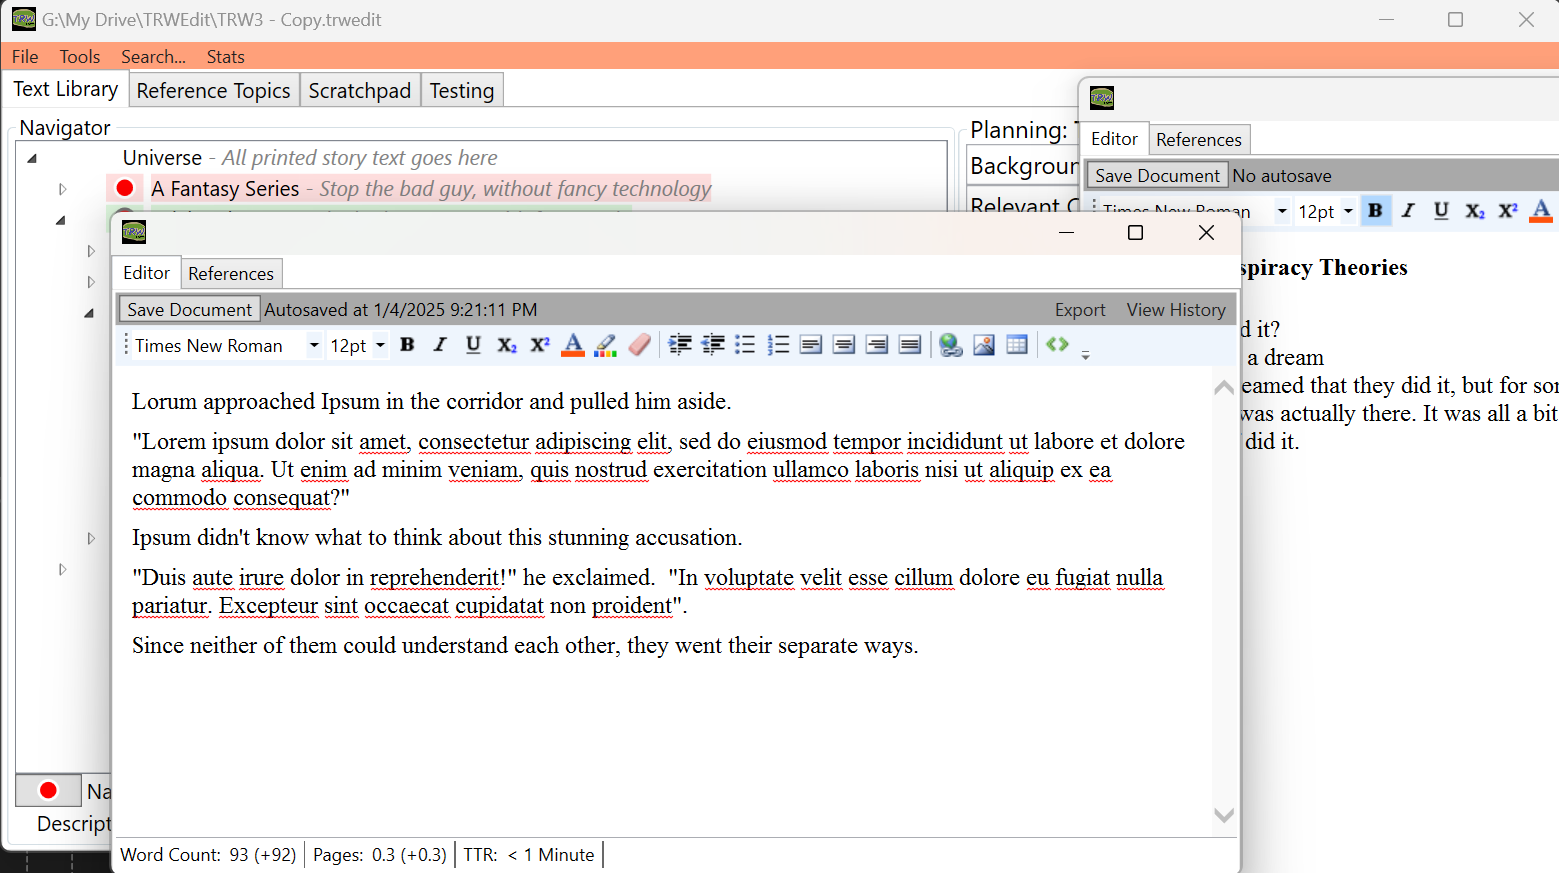 G:\My Drive\TRWEdit\TRW3 - Copy.trwedit
File Tools Search... Stats
Text Library Reference Topics Scratchpad Testing
Navigator
Universe - All printed story text goes here
A Fantasy Series - Stop the bad guy, without fancy technology
Planning:
Backgroun
Relevant C
Editor References
Save Document No autosave
Times New Roman 12pt B I U X₂ X² A
spiracy Theories
d it?
a dream
eamed that they did it, but for sor
was actually there. It was all a bit
did it.
Editor References
Save Document Autosaved at 1/4/2025 9:21:11 PM Export View History
Times New Roman 12pt B I U X₂ X² A
Lorum approached Ipsum in the corridor and pulled him aside.
"Lorem ipsum dolor sit amet, consectetur adipiscing elit, sed do eiusmod tempor incididunt ut labore et dolore
magna aliqua. Ut enim ad minim veniam, quis nostrud exercitation ullamco laboris nisi ut aliquip ex ea
commodo consequat?"
Ipsum didn't know what to think about this stunning accusation.
"Duis aute irure dolor in reprehenderit!" he exclaimed.  "In voluptate velit esse cillum dolore eu fugiat nulla
pariatur. Excepteur sint occaecat cupidatat non proident".
Since neither of them could understand each other, they went their separate ways.
Na
Descript
Word Count: 93 (+92) Pages: 0.3 (+0.3) TTR: < 1 Minute